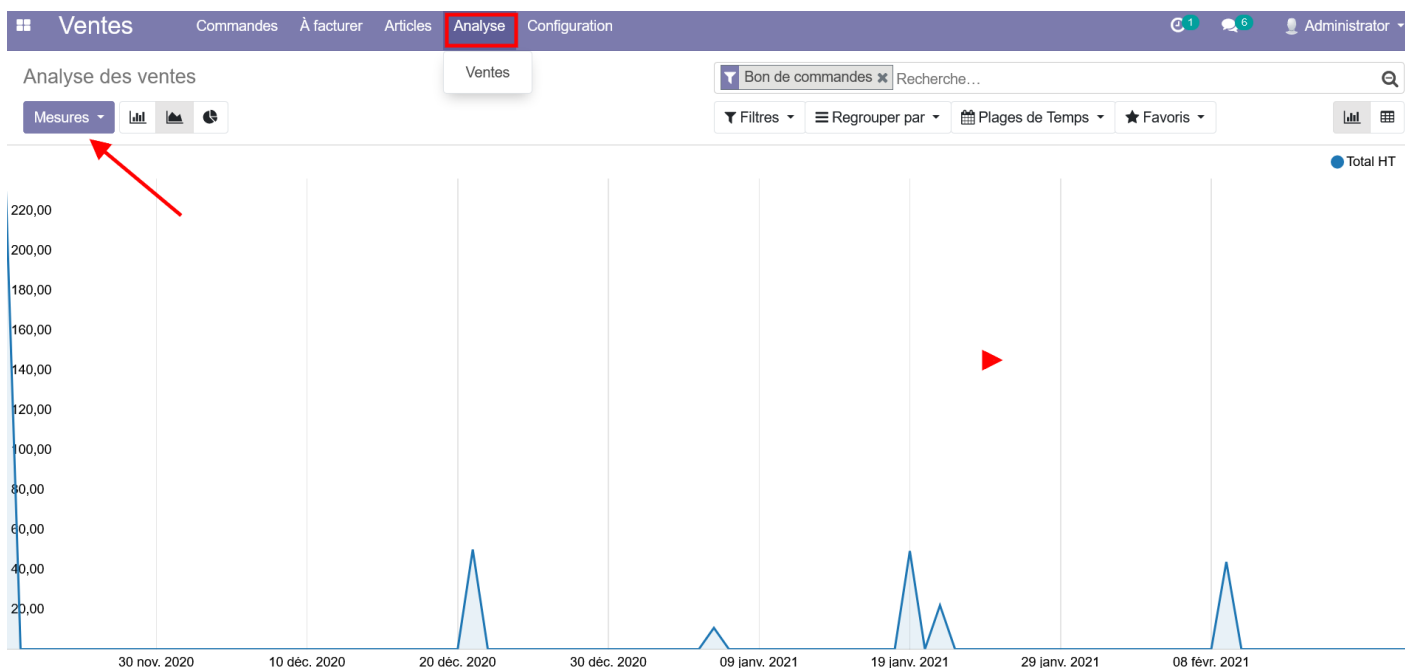 Ventes Commandes À facturer Articles Analyse Configuration 1 6 Administrator
Analyse des ventes
Ventes
Bon de commandes Recherche…
Mesures
Filtres Regrouper par Plages de Temps Favoris
Total HT
220,00
200,00
180,00
160,00
140,00
120,00
100,00
80,00
60,00
40,00
20,00
30 nov. 2020 10 déc. 2020 20 déc. 2020 30 déc. 2020 09 janv. 2021 19 janv. 2021 29 janv. 2021 08 févr. 2021